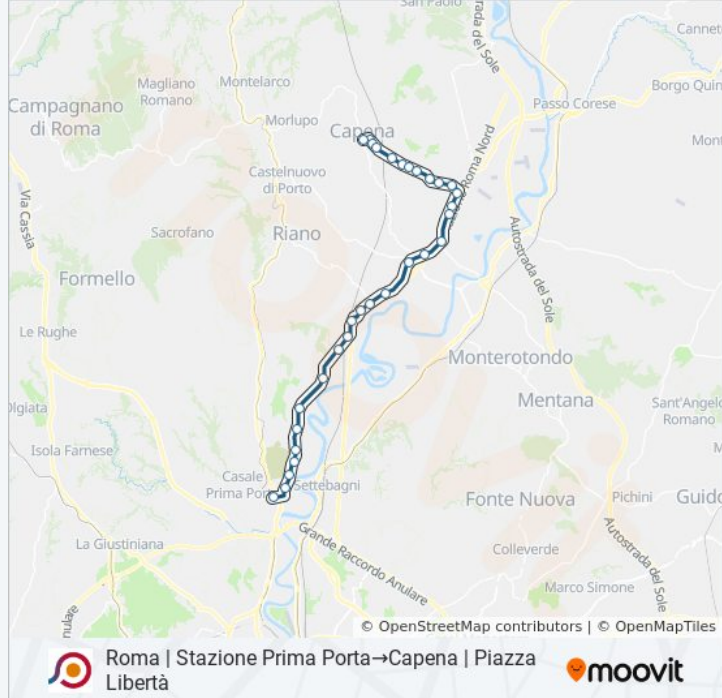 San Paolo
Cannet
Autostrada del Sole
Magliano
Romano
Montelarco
Borgo Quin
Campagnano
di Roma
Passo Corese
Morlupo
Capena
Mont
Castelnuovo
di Porto
Roma Nord
Via Cassia
Sacrofano
Riano
Autostrada del Sole
Formello
Le Rughe
Monterotondo
Mentana
Sant'Angelo
Romano
Olgiata
Isola Farnese
Casale
Prima Por
Settebagni
Fonte Nuova
Pichini
Guido
La Giustiniana
Grande Raccordo Anulare
Colleverde
Autostrada del Sole
Marco Simone
Anulare
© OpenStreetMap contributors | © OpenMapTiles
Roma | Stazione Prima Porta→Capena | Piazza
Libertà
moovit